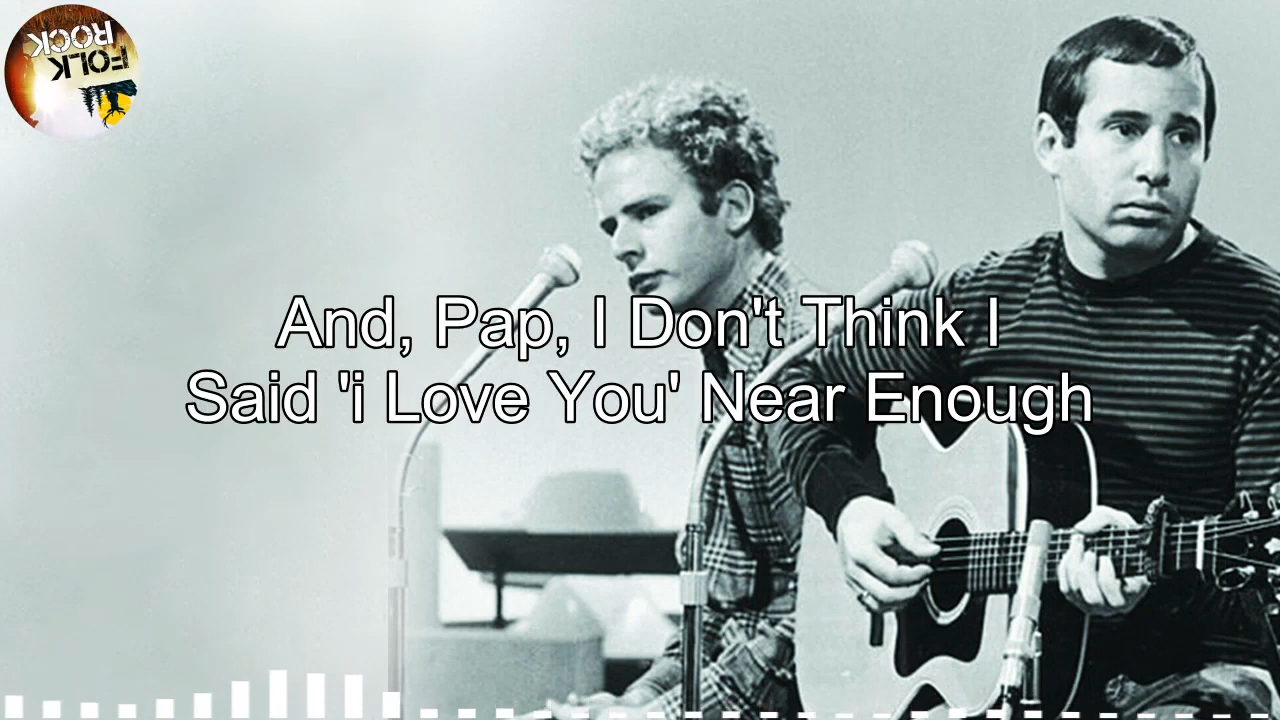 ROCK
FOLK
And, Pap, I Don't Think I
Said 'i Love You' Near Enough